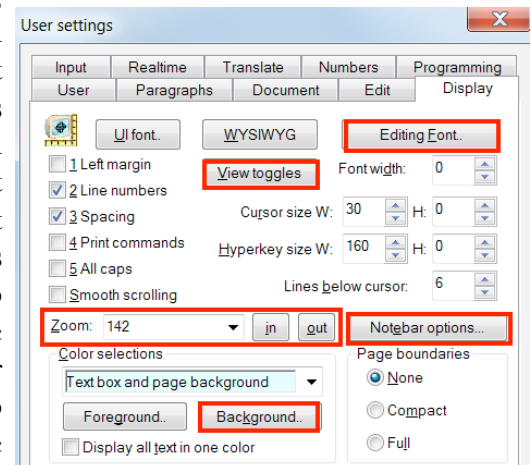 User settings
Input Realtime Translate Numbers Programming
User Paragraphs Document Edit Display
UI font.. WYSIWYG Editing Font..
1 Left margin View toggles Font width: 0
2 Line numbers
3 Spacing Cursor size W: 30 H: 0
4 Print commands Hyperkey size W: 160 H: 0
5 All caps
Smooth scrolling Lines below cursor: 6
Zoom: 142 in out Notebar options...
Color selections Page boundaries
Text box and page background None
Foreground.. Background.. Compact
Display all text in one color Full